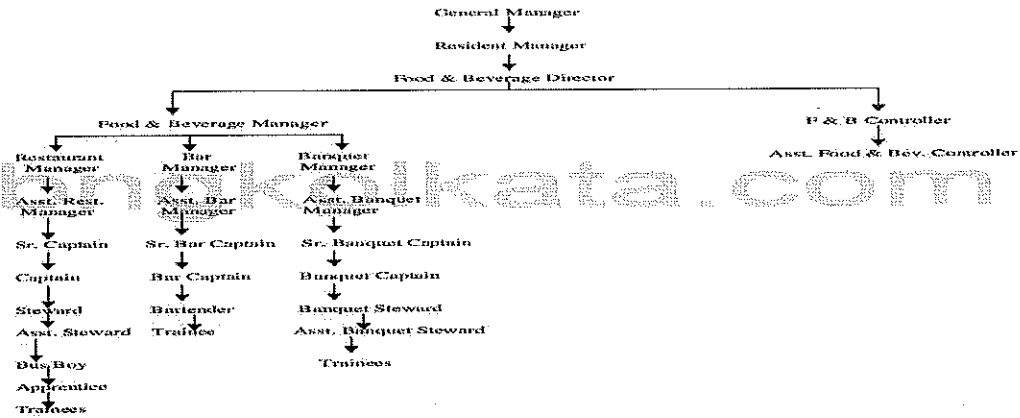 General Manager
Resident Manager
Food & Beverage Director
Food & Beverage Manager
F & B Controller
Asst. Food & Bev. Controller
Restaurant Manager
Bar Manager
Banquet Manager
bngkolkata.com
Asst. Rest. Manager
Asst. Bar Manager
Asst. Banquet Manager
Sr. Captain
Sr. Bar Captain
Sr. Banquet Captain
Captain
Bar Captain
Banquet Captain
Steward
Bartender
Banquet Steward
Asst. Steward
Trainee
Asst. Banquet Steward
Bus Boy
Trainees
Apprentice
Trainees